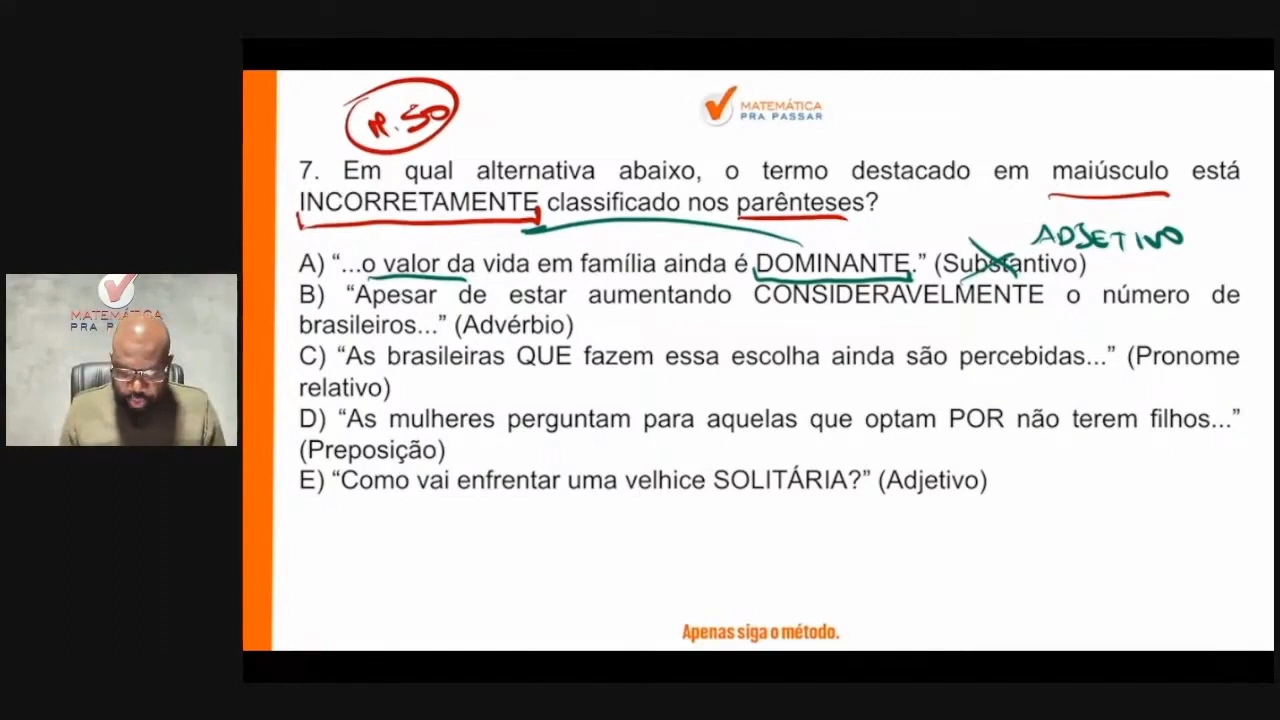 P. 50
MATEMÁTICA
PRA PASSAR
7. Em qual alternativa abaixo, o termo destacado em maiúsculo está
INCORRETAMENTE classificado nos parênteses?
ADJETIVO
A) “...o valor da vida em família ainda é DOMINANTE.” (Substantivo)
B) “Apesar de estar aumentando CONSIDERAVELMENTE o número de
brasileiros...” (Advérbio)
C) “As brasileiras QUE fazem essa escolha ainda são percebidas...” (Pronome
relativo)
D) “As mulheres perguntam para aquelas que optam POR não terem filhos...”
(Preposição)
E) “Como vai enfrentar uma velhice SOLITÁRIA?” (Adjetivo)
Apenas siga o método.
MATEMÁTICA
PRA PA